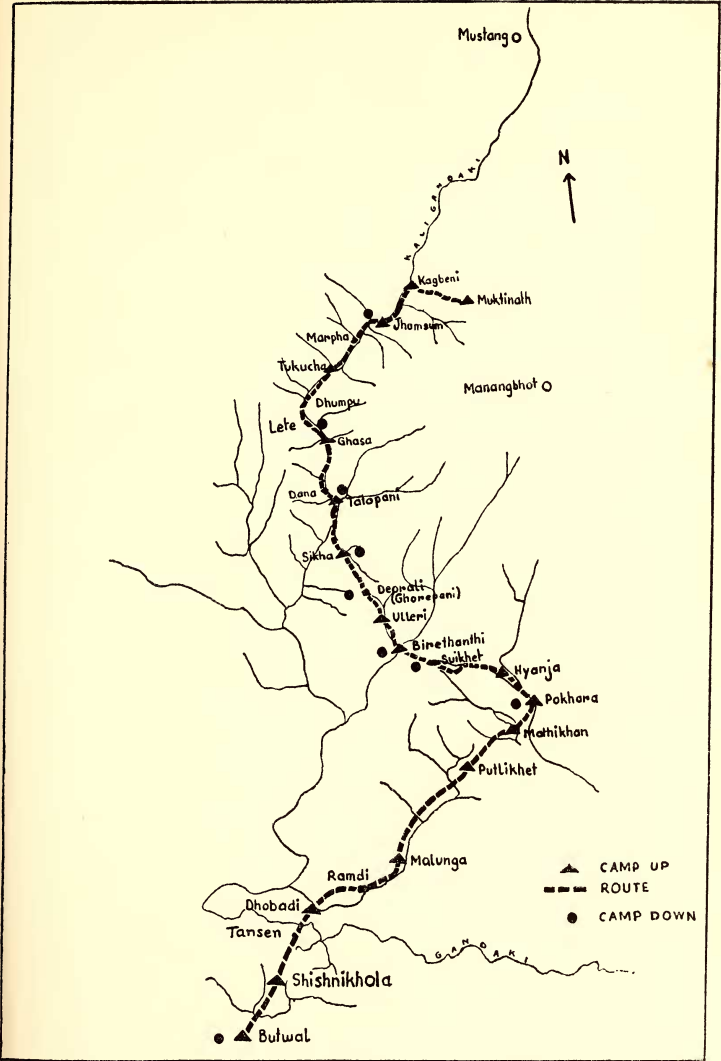 Mustang
N
KALI GANDAKI
Kagbeni
Muktinath
Jhomsum
Marpha
Tukucha
Manangbhot
Dhumpu
Lete
Ghasa
Dana
Tatopani
Sikha
Deprali
(Ghorepani)
Ulleri
Birethanthi
Suikhet
Hyanja
Pokhara
Mathikhan
Putlikhet
Malunga
CAMP UP
Ramdi
ROUTE
Dhobadi
CAMP DOWN
Tansen
GANDAKI
Shishnikhola
Butwal